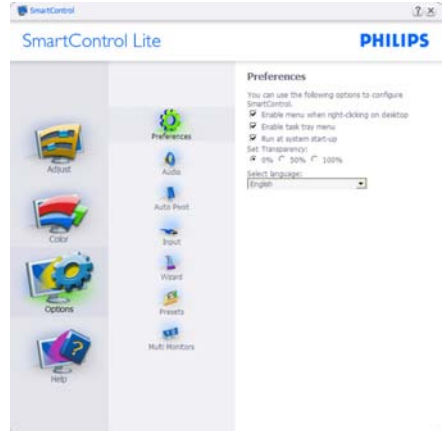 SmartControl
? x
SmartControl Lite
PHILIPS
Adjust
Color
Options
Help
Preferences
Audio
Auto Pivot
Input
Wizard
Presets
Multi Monitors
Preferences
You can use the following options to configure
SmartControl.
Enable menu when right-clicking on desktop
Enable task tray menu
Run at system start-up
Set Transparency:
0% 50% 100%
Select language:
English